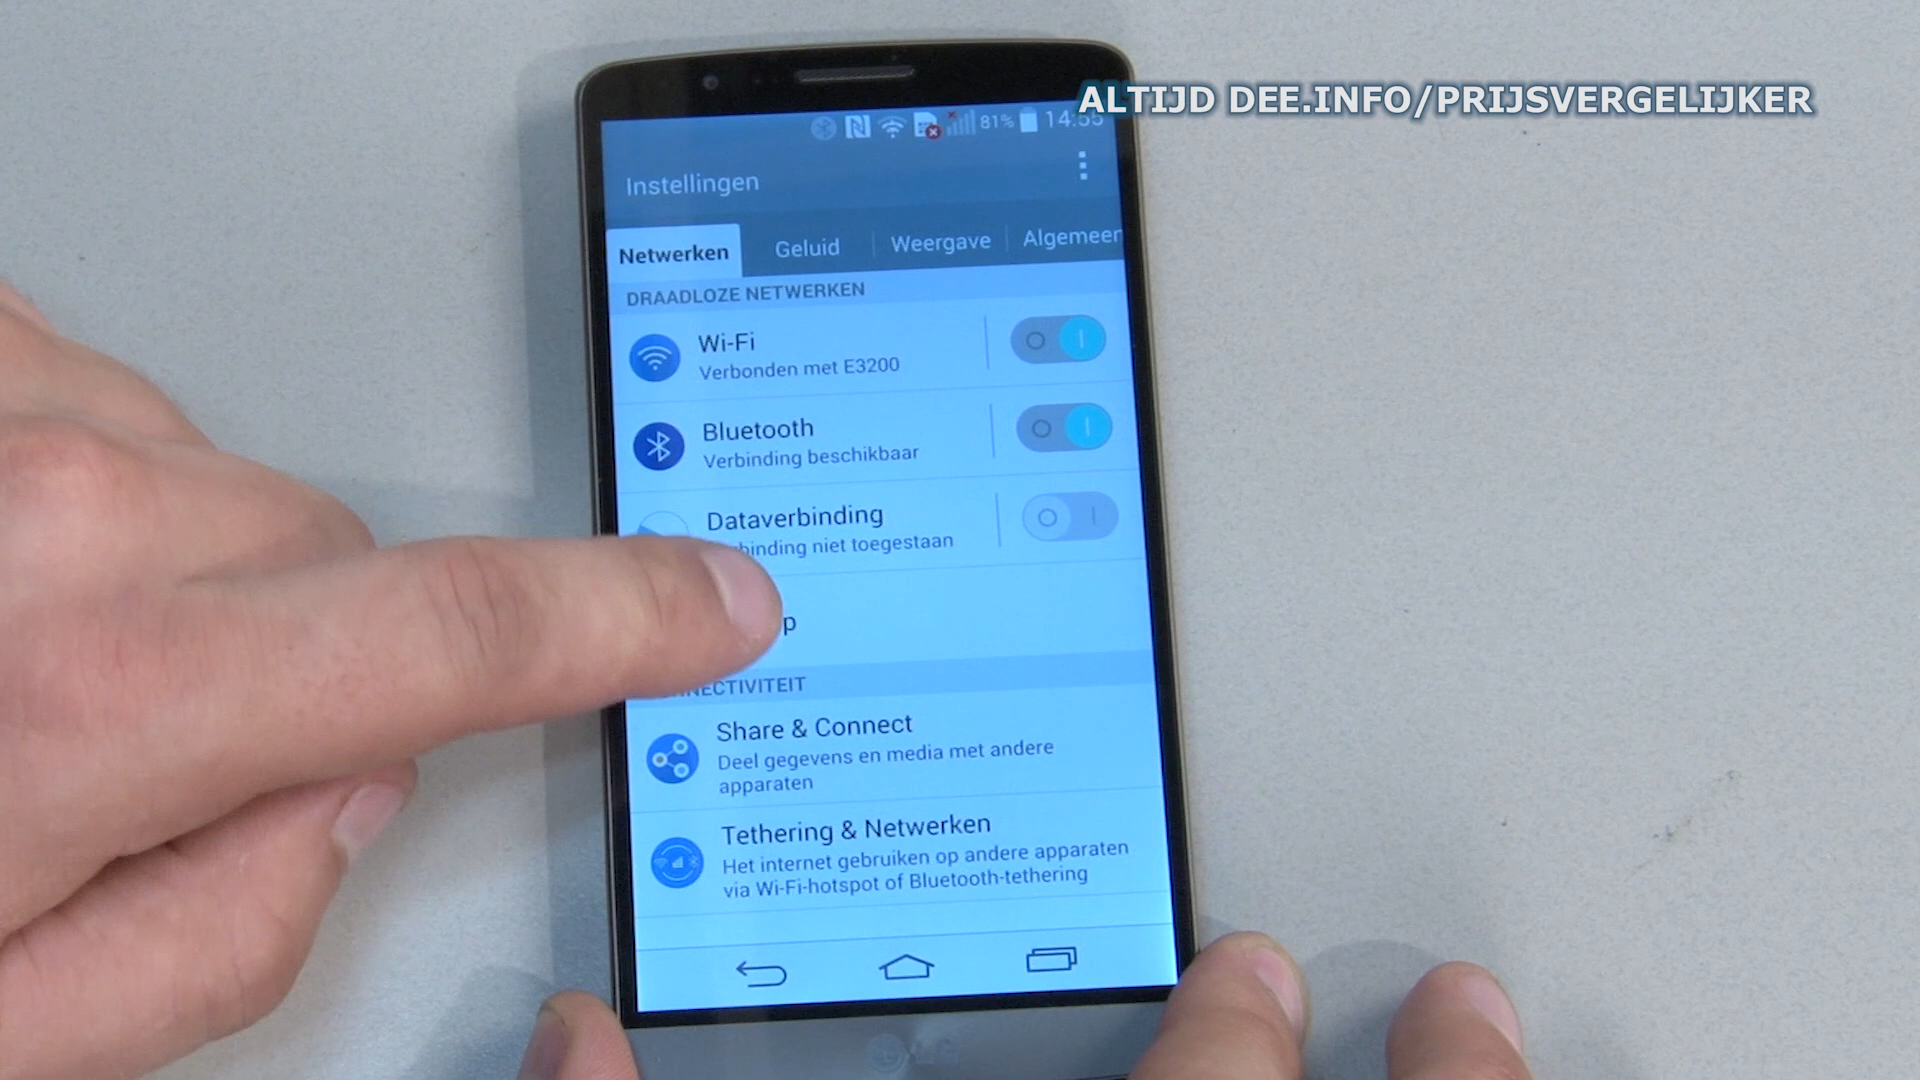 ALTIJD DEE.INFO/PRIJSVERGELIJKER
81% 14:55
Instellingen
Netwerken Geluid Weergave Algemeen
DRAADLOZE NETWERKEN
Wi-Fi
Verbonden met E3200
Bluetooth
Verbinding beschikbaar
Dataverbinding
niet toegestaan
Share & Connect
Deel gegevens en media met andere
apparaten
Tethering & Netwerken
Het internet gebruiken op andere apparaten
via Wi-Fi-hotspot of Bluetooth-tethering
LG